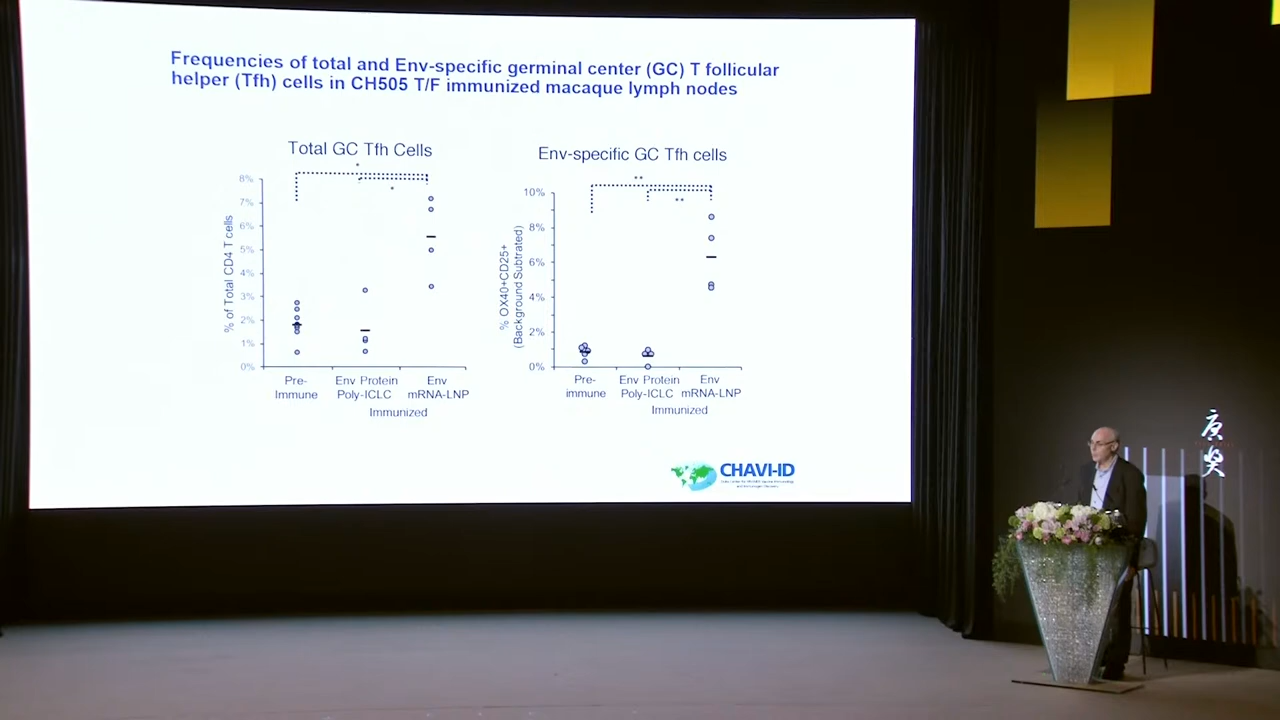 Frequencies of total and Env-specific germinal center (GC) T follicular
helper (Tfh) cells in CH505 T/F immunized macaque lymph nodes
Total GC Tfh Cells
*
*
8%
7%
6%
5%
4%
3%
2%
1%
0%
% of Total CD4 T cells
Pre-
Immune
Env Protein
Poly-ICLC
Env
mRNA-LNP
Immunized
Env-specific GC Tfh cells
**
**
10%
8%
6%
4%
2%
0%
% OX40+CD25+
(Background Subtrated)
Pre-
immune
Env Protein
Poly-ICLC
Env
mRNA-LNP
Immunized
CHAVI-ID